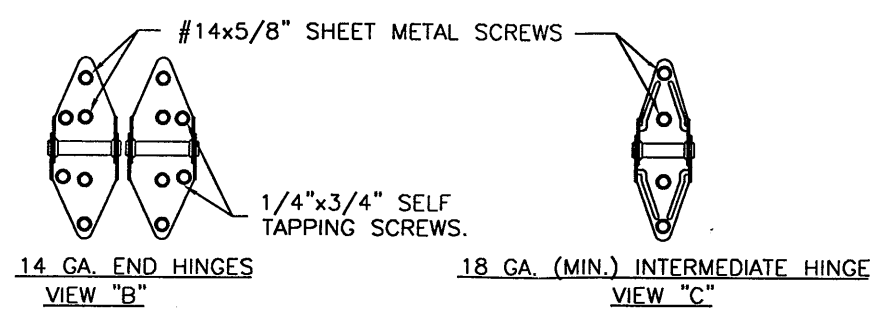 #14x5/8" SHEET METAL SCREWS
1/4"x3/4" SELF
TAPPING SCREWS.
14 GA. END HINGES
VIEW "B"
18 GA. (MIN.) INTERMEDIATE HINGE
VIEW "C"